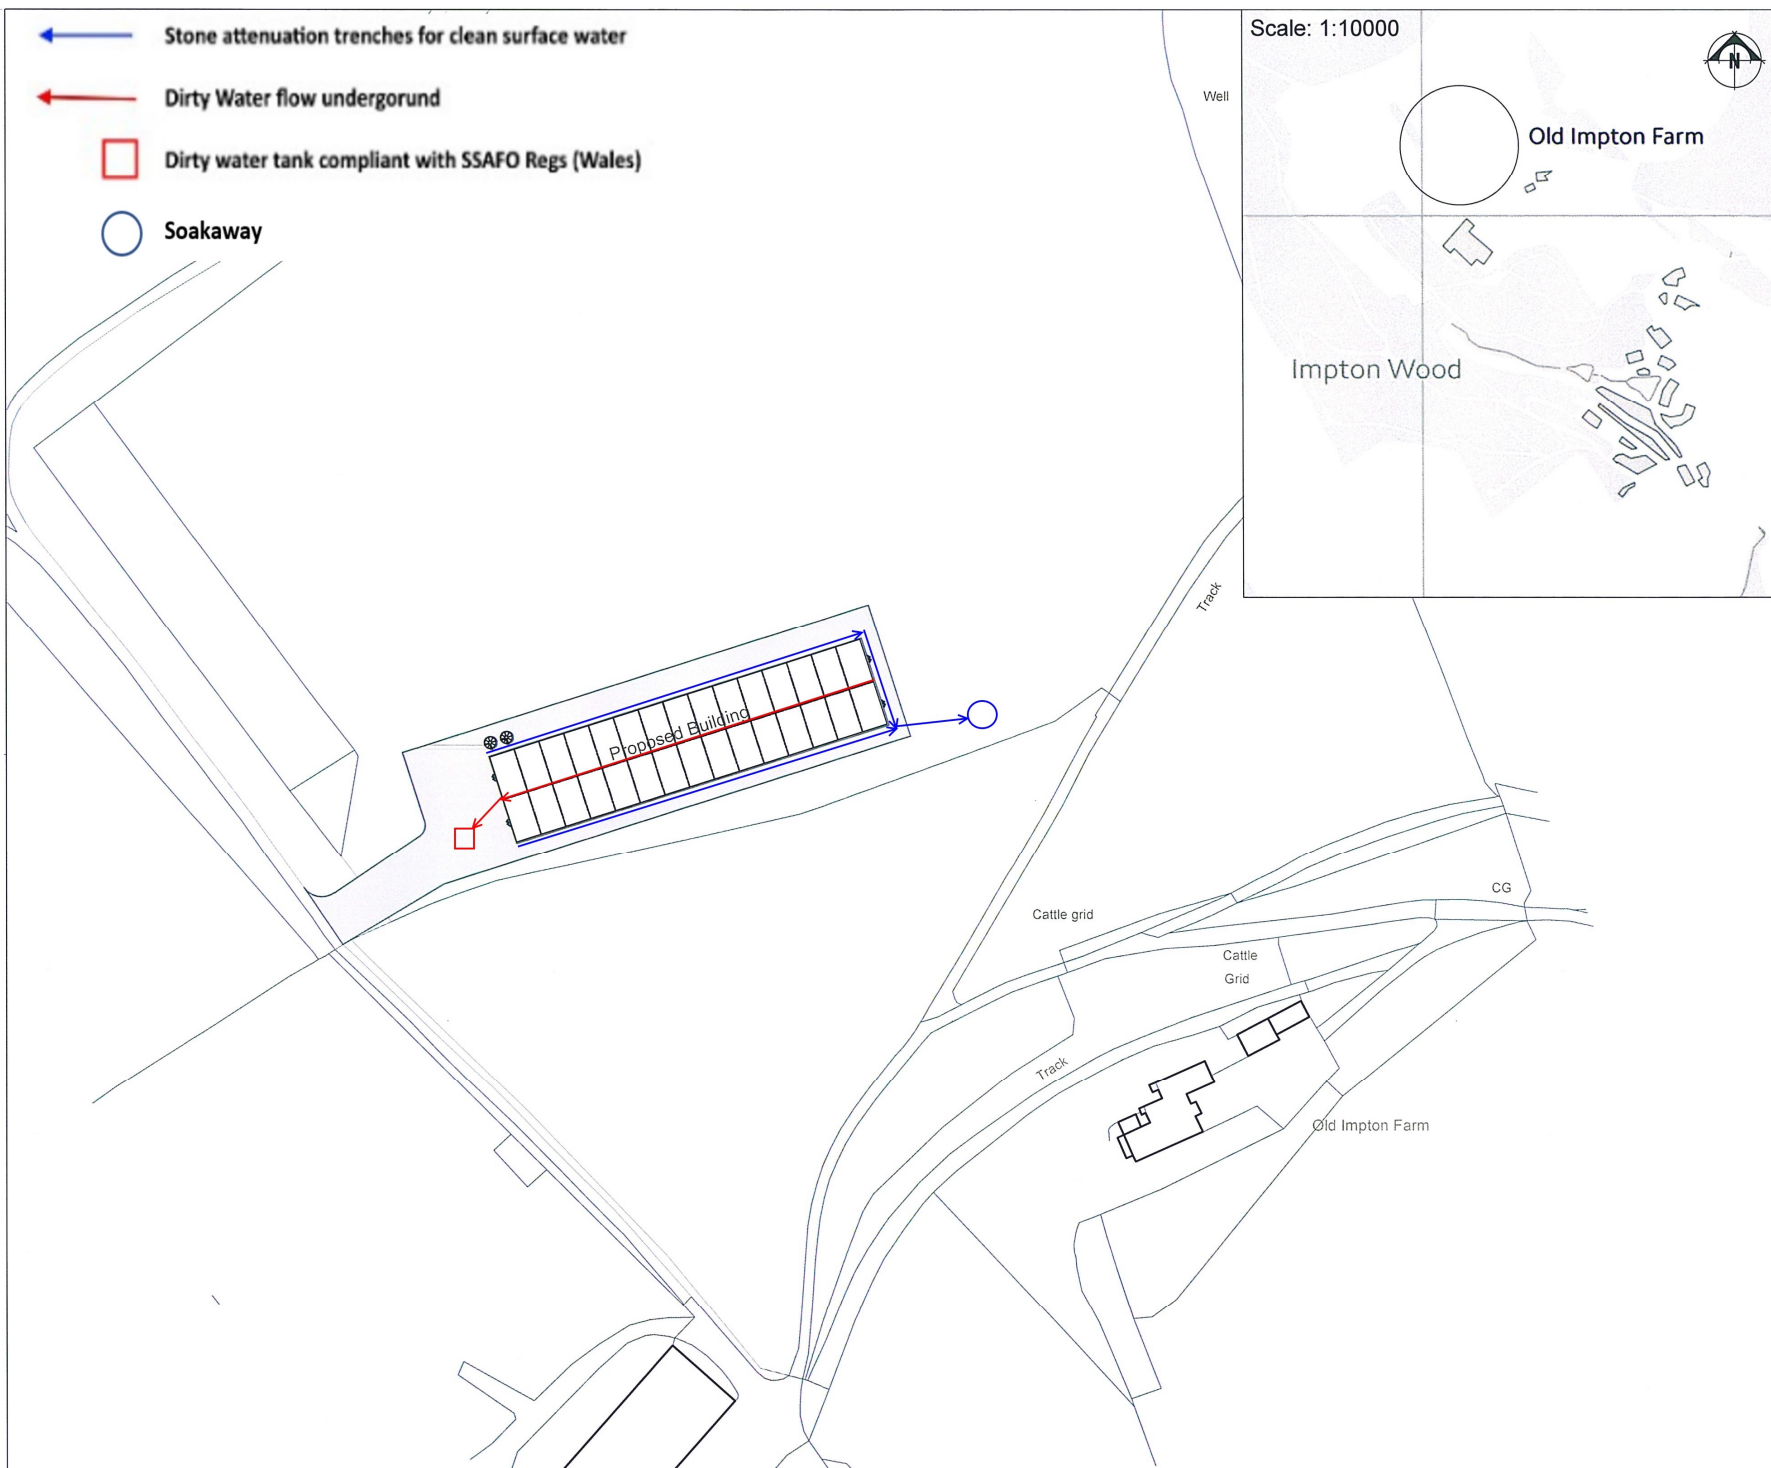 Stone attenuation trenches for clean surface water
Dirty Water flow undergorund
Dirty water tank compliant with SSAFO Regs (Wales)
Soakaway
Scale: 1:10000
N
Old Impton Farm
Impton Wood
Well
Track
Proposed Building
CG
Cattle grid
Cattle
Grid
Track
Old Impton Farm